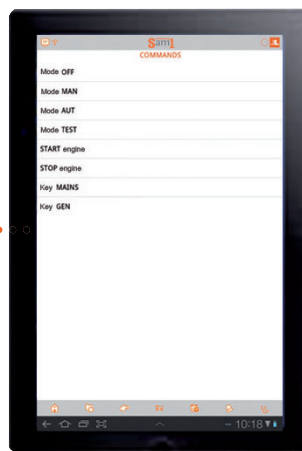 Sam1
COMMANDS
Mode OFF
Mode MAN
Mode AUT
Mode TEST
START engine
STOP engine
Key MAINS
Key GEN
10:18